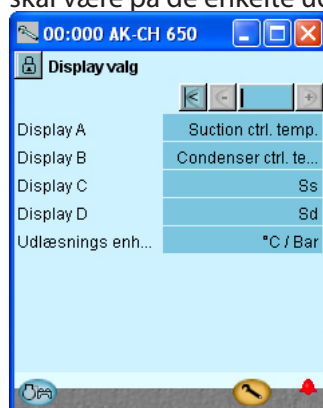 skal være på de enkelte ud
00:000 AK-CH 650
Display valg
Display A Suction ctrl. temp.
Display B Condenser ctrl. te...
Display C Ss
Display D Sd
Udlæsnings enh... °C / Bar